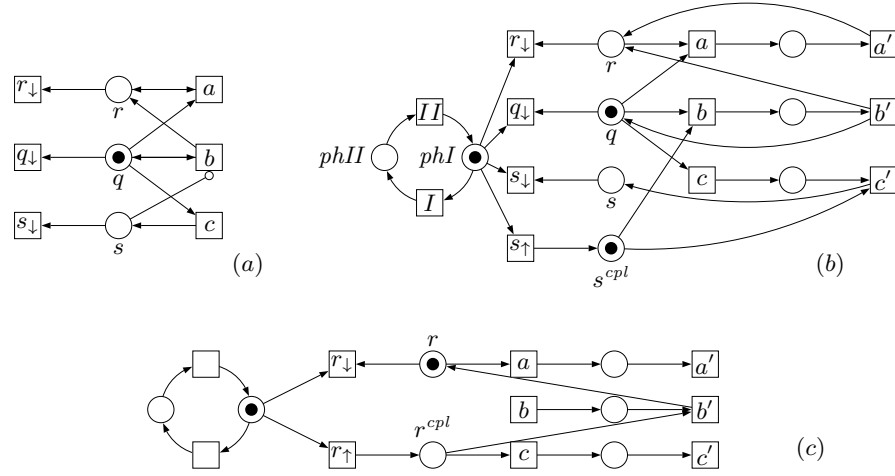 r↓ r a
q↓ q b
s↓ s c
(a)
r↓ r a a′
II q↓ q b b′
phII phI
I s↓ s c c′
s↑ s^cpl
(b)
r
r↓ a a′
b b′
r^cpl
r↑ c c′
(c)